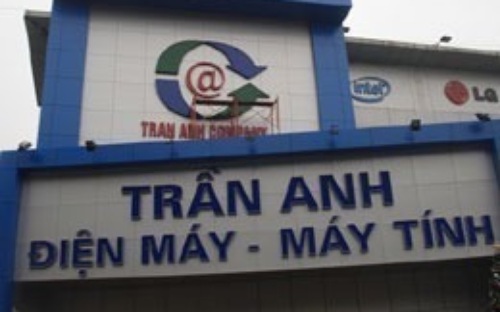 @
TRAN ANH COMPANY
intel
LG
TRẦN ANH
ĐIỆN MÁY - MÁY TÍNH